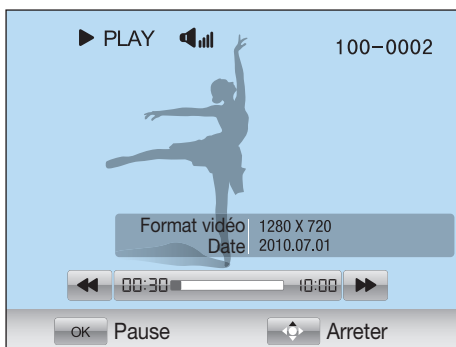 PLAY 100-0002
Format vidéo 1280 X 720
Date 2010.07.01
00:30 10:00
OK Pause Arreter